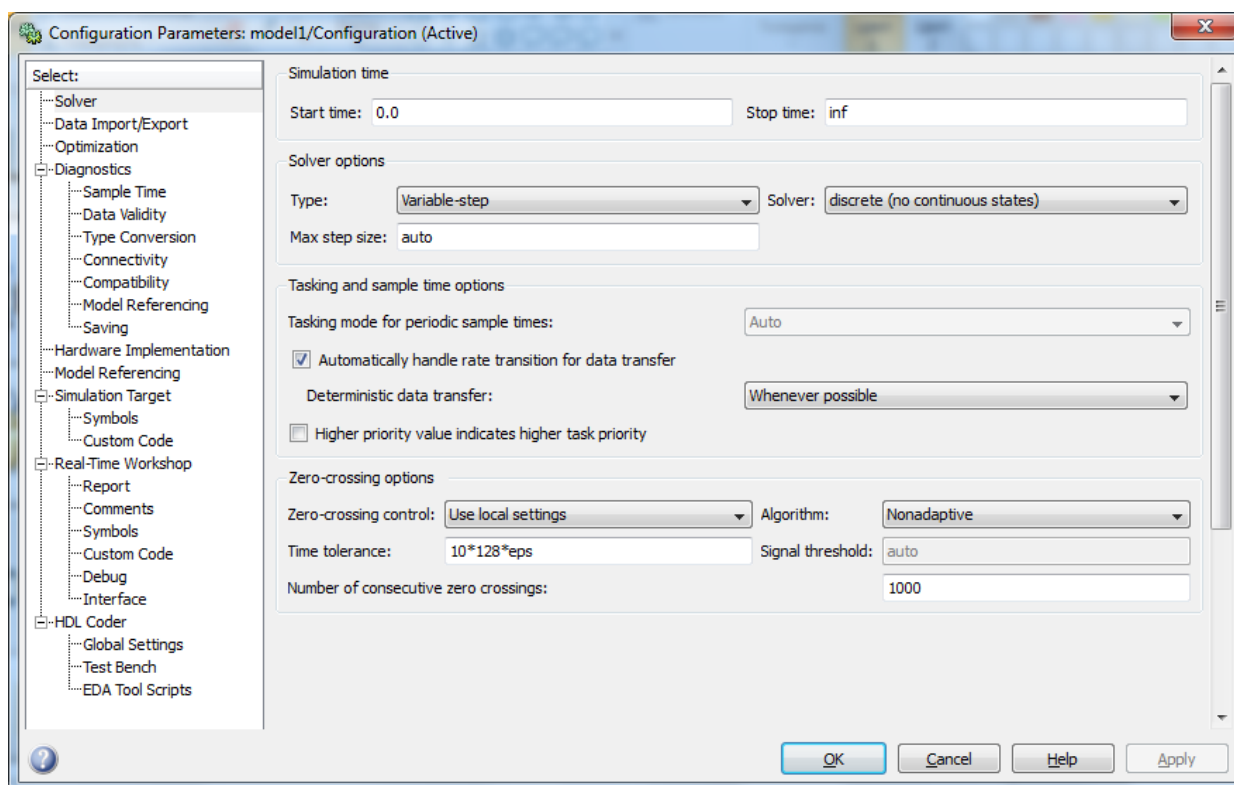 Configuration Parameters: model1/Configuration (Active)
Select:
Solver
Data Import/Export
Optimization
Diagnostics
Sample Time
Data Validity
Type Conversion
Connectivity
Compatibility
Model Referencing
Saving
Hardware Implementation
Model Referencing
Simulation Target
Symbols
Custom Code
Real-Time Workshop
Report
Comments
Symbols
Custom Code
Debug
Interface
HDL Coder
Global Settings
Test Bench
EDA Tool Scripts
Simulation time
Start time: 0.0 Stop time: inf
Solver options
Type: Variable-step Solver: discrete (no continuous states)
Max step size: auto
Tasking and sample time options
Tasking mode for periodic sample times: Auto
Automatically handle rate transition for data transfer
Deterministic data transfer: Whenever possible
Higher priority value indicates higher task priority
Zero-crossing options
Zero-crossing control: Use local settings Algorithm: Nonadaptive
Time tolerance: 10*128*eps Signal threshold: auto
Number of consecutive zero crossings: 1000
OK Cancel Help Apply